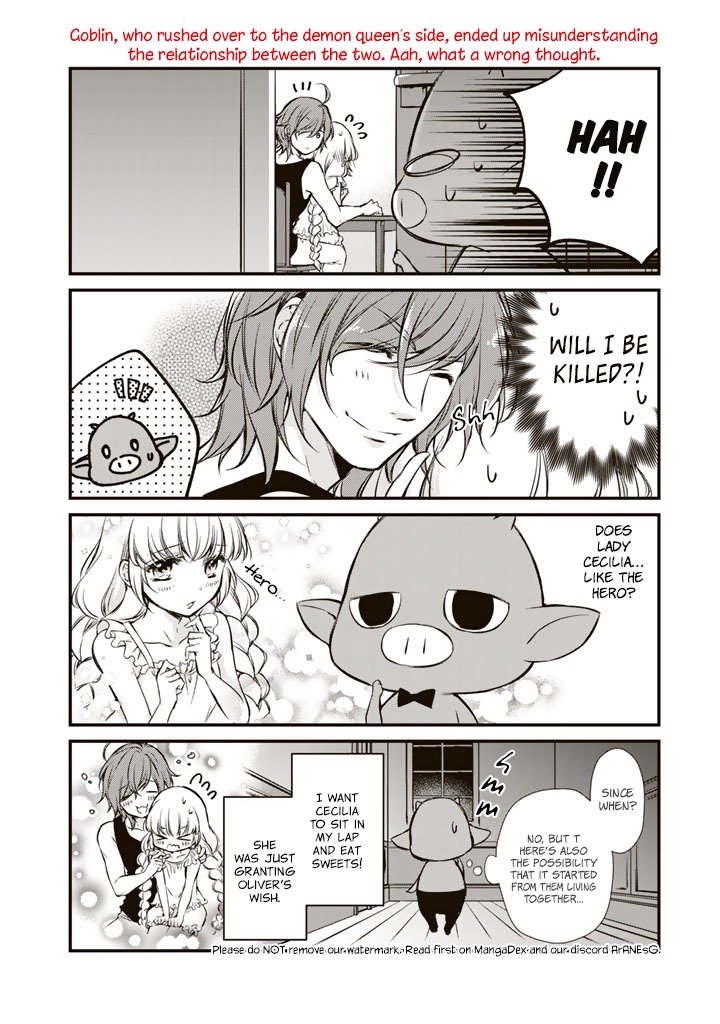 Goblin, who rushed over to the demon queen's side, ended up misunderstanding
the relationship between the two. Aah, what a wrong thought.
HAH
!!
WILL I BE
KILLED?!
Shh
DOES
LADY
CECILIA...
LIKE THE
HERO?
Hero...
SINCE
WHEN?
NO, BUT T
HERE'S ALSO
THE POSSIBILITY
THAT IT STARTED
FROM THEM LIVING
TOGETHER...
Smm
I WANT
CECILIA
TO SIT IN
MY LAP
AND EAT
SWEETS!
SHE
WAS JUST
GRANTING
OLIVER'S
WISH.
Please do NOT remove our watermark. Read first on MangaDex and our discord ArANEsG.